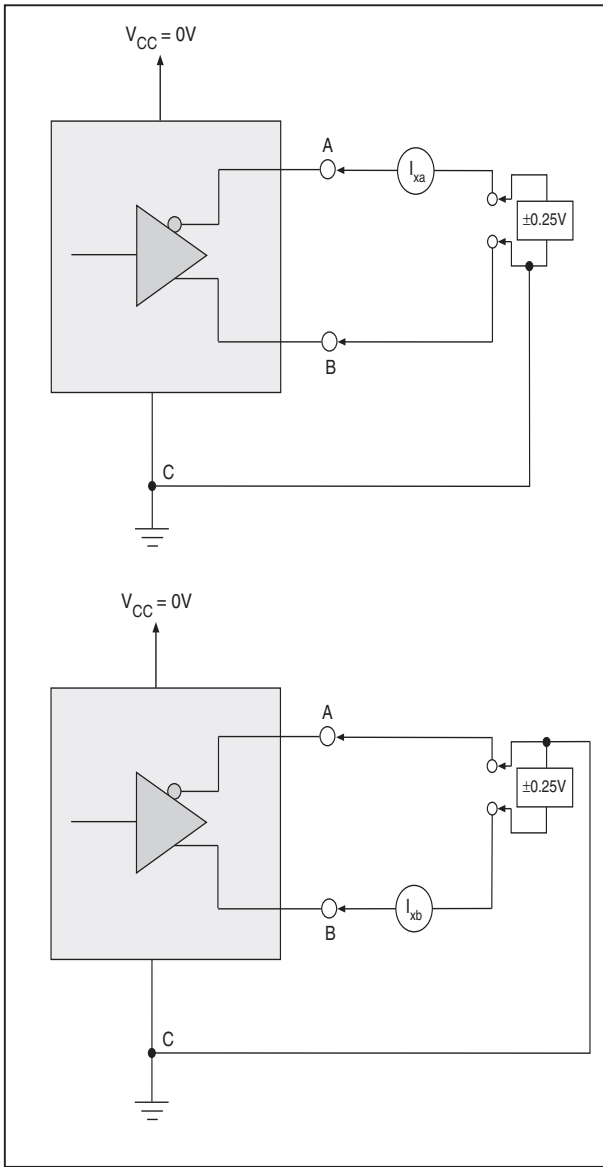 V_CC = 0V
A
I_xa
±0.25V
B
C
V_CC = 0V
A
±0.25V
B
I_xb
C